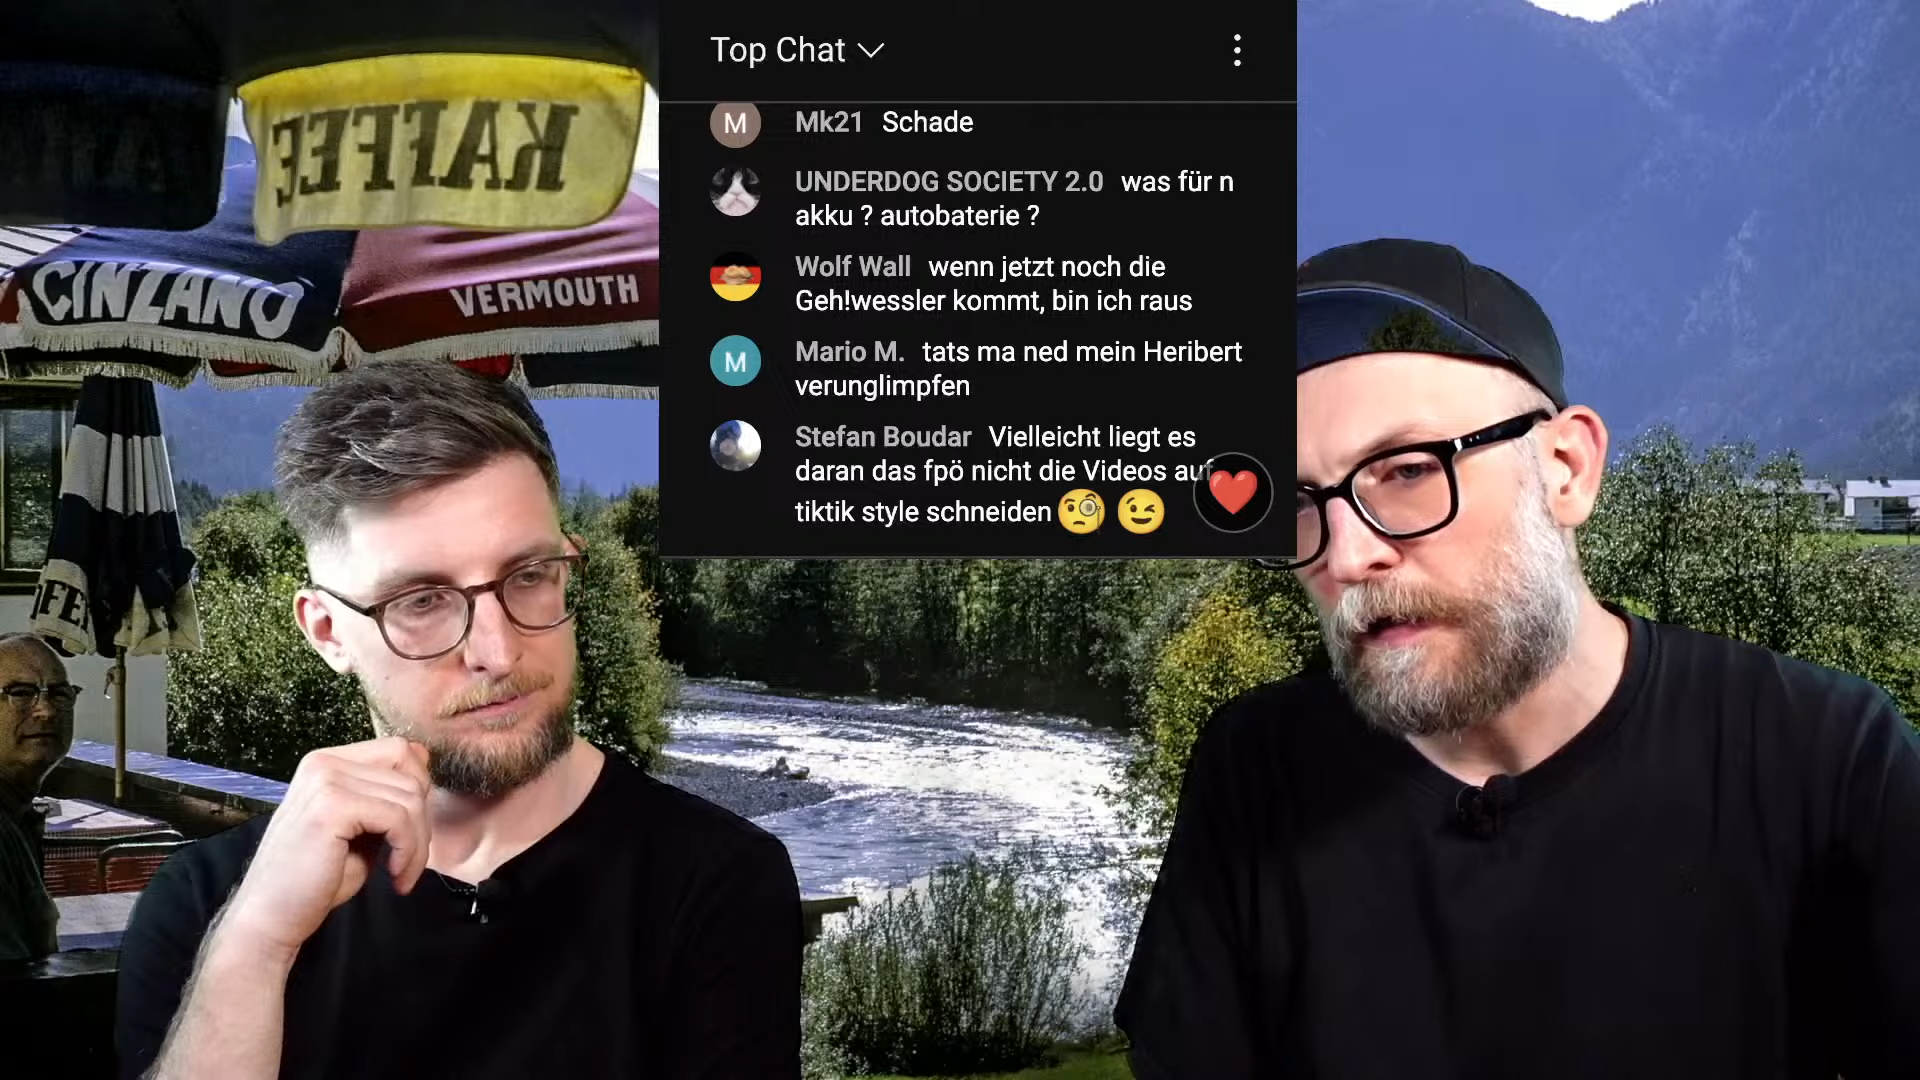 Top Chat
KAFFEE
M Mk21 Schade
UNDERDOG SOCIETY 2.0 was für n
akku ? autobaterie ?
Wolf Wall wenn jetzt noch die
Geh!wessler kommt, bin ich raus
CINZANO
VERMOUTH
M Mario M. tats ma ned mein Heribert
verunglimpfen
Stefan Boudar Vielleicht liegt es
daran das fpö nicht die Videos auf
tiktik style schneiden 🧐 😉